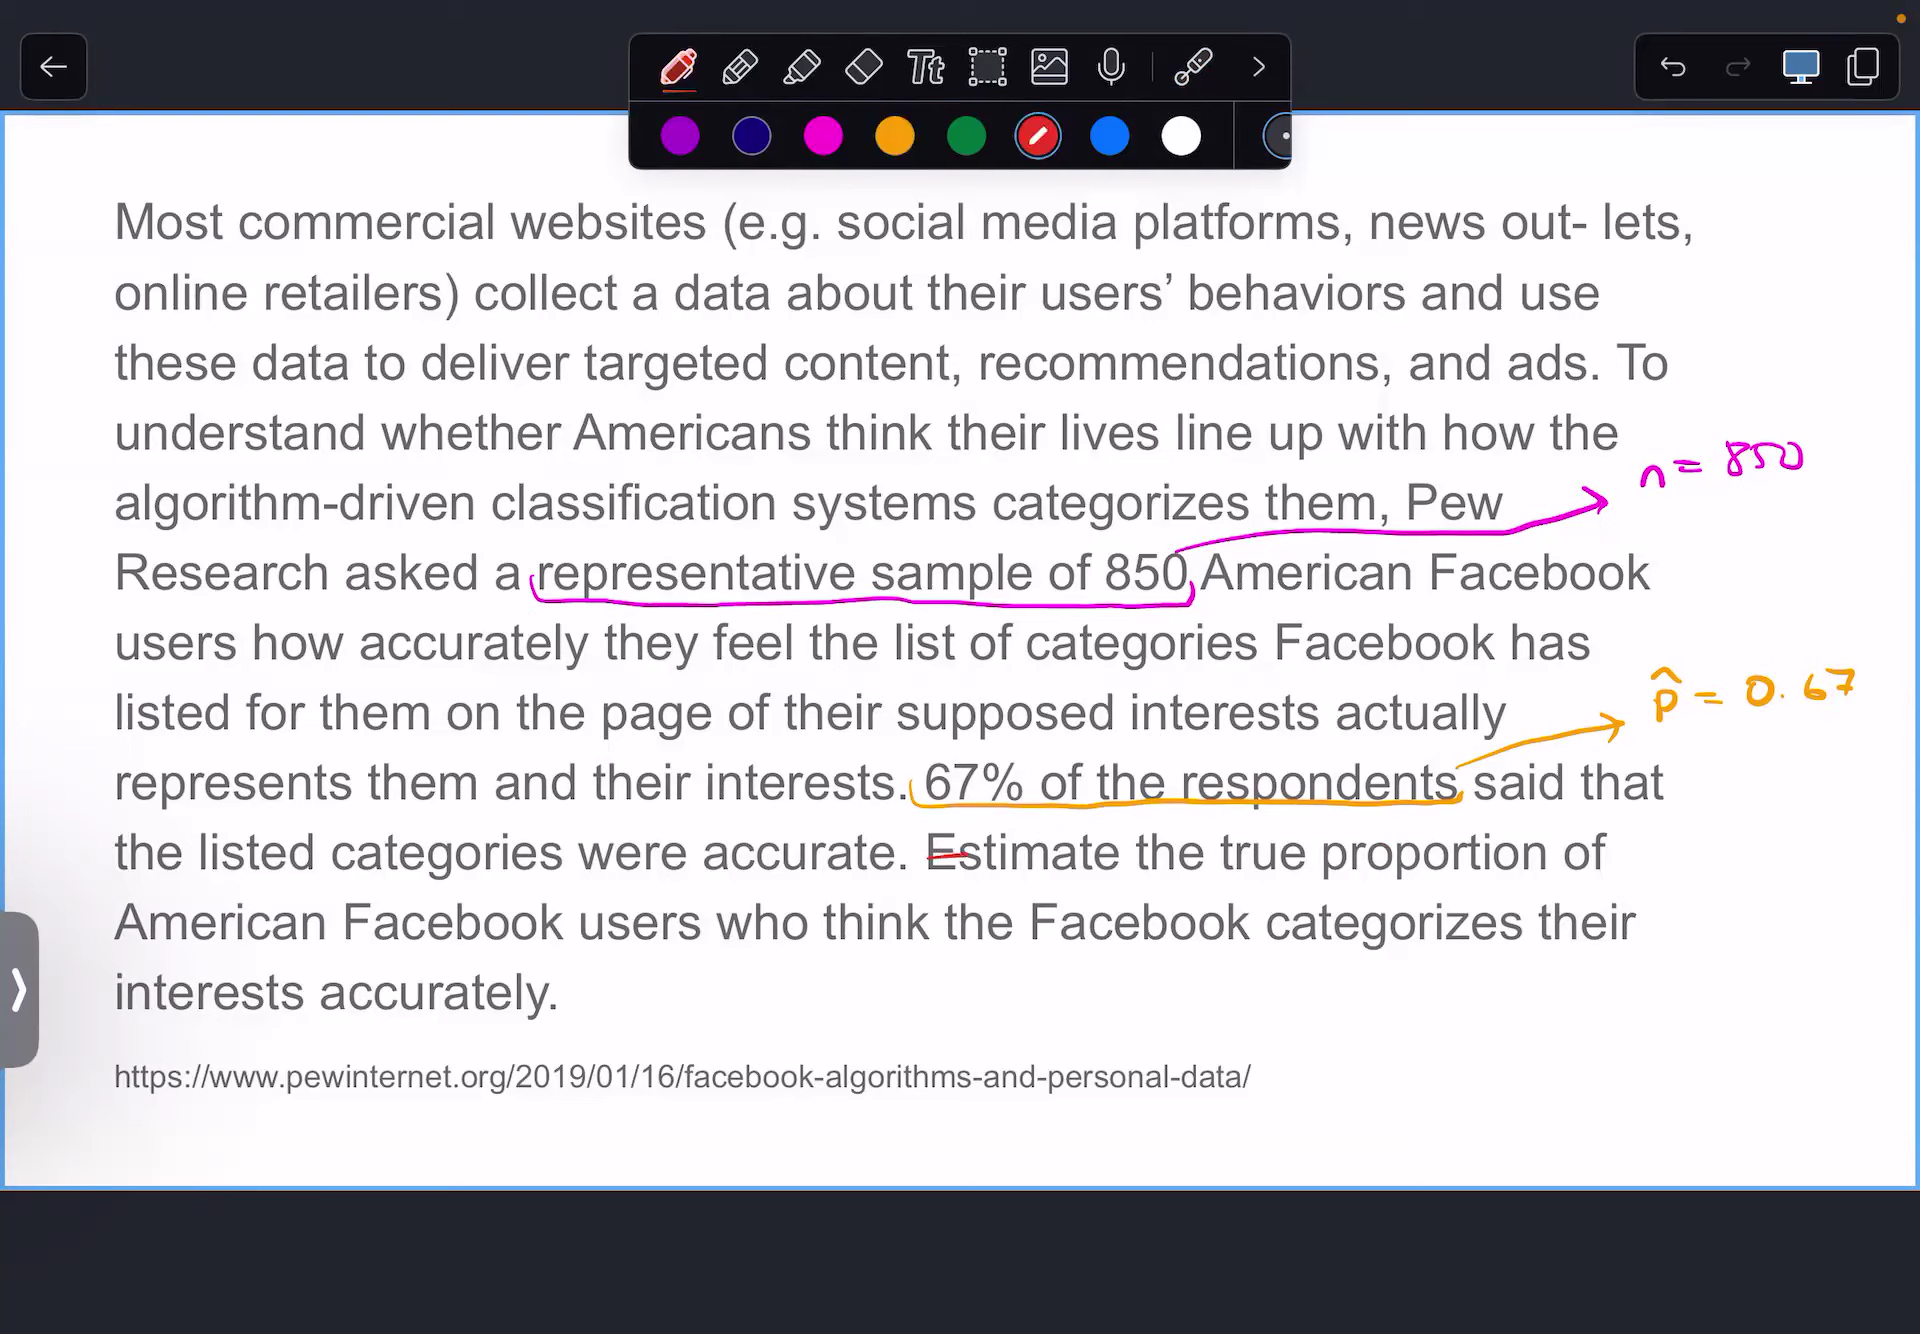 Tt
Most commercial websites (e.g. social media platforms, news out- lets,
online retailers) collect a data about their users’ behaviors and use
these data to deliver targeted content, recommendations, and ads. To
understand whether Americans think their lives line up with how the
n = 850
algorithm-driven classification systems categorizes them, Pew
Research asked a representative sample of 850 American Facebook
users how accurately they feel the list of categories Facebook has
p̂ = 0.67
listed for them on the page of their supposed interests actually
represents them and their interests. 67% of the respondents said that
the listed categories were accurate. Estimate the true proportion of
American Facebook users who think the Facebook categorizes their
interests accurately.
https://www.pewinternet.org/2019/01/16/facebook-algorithms-and-personal-data/